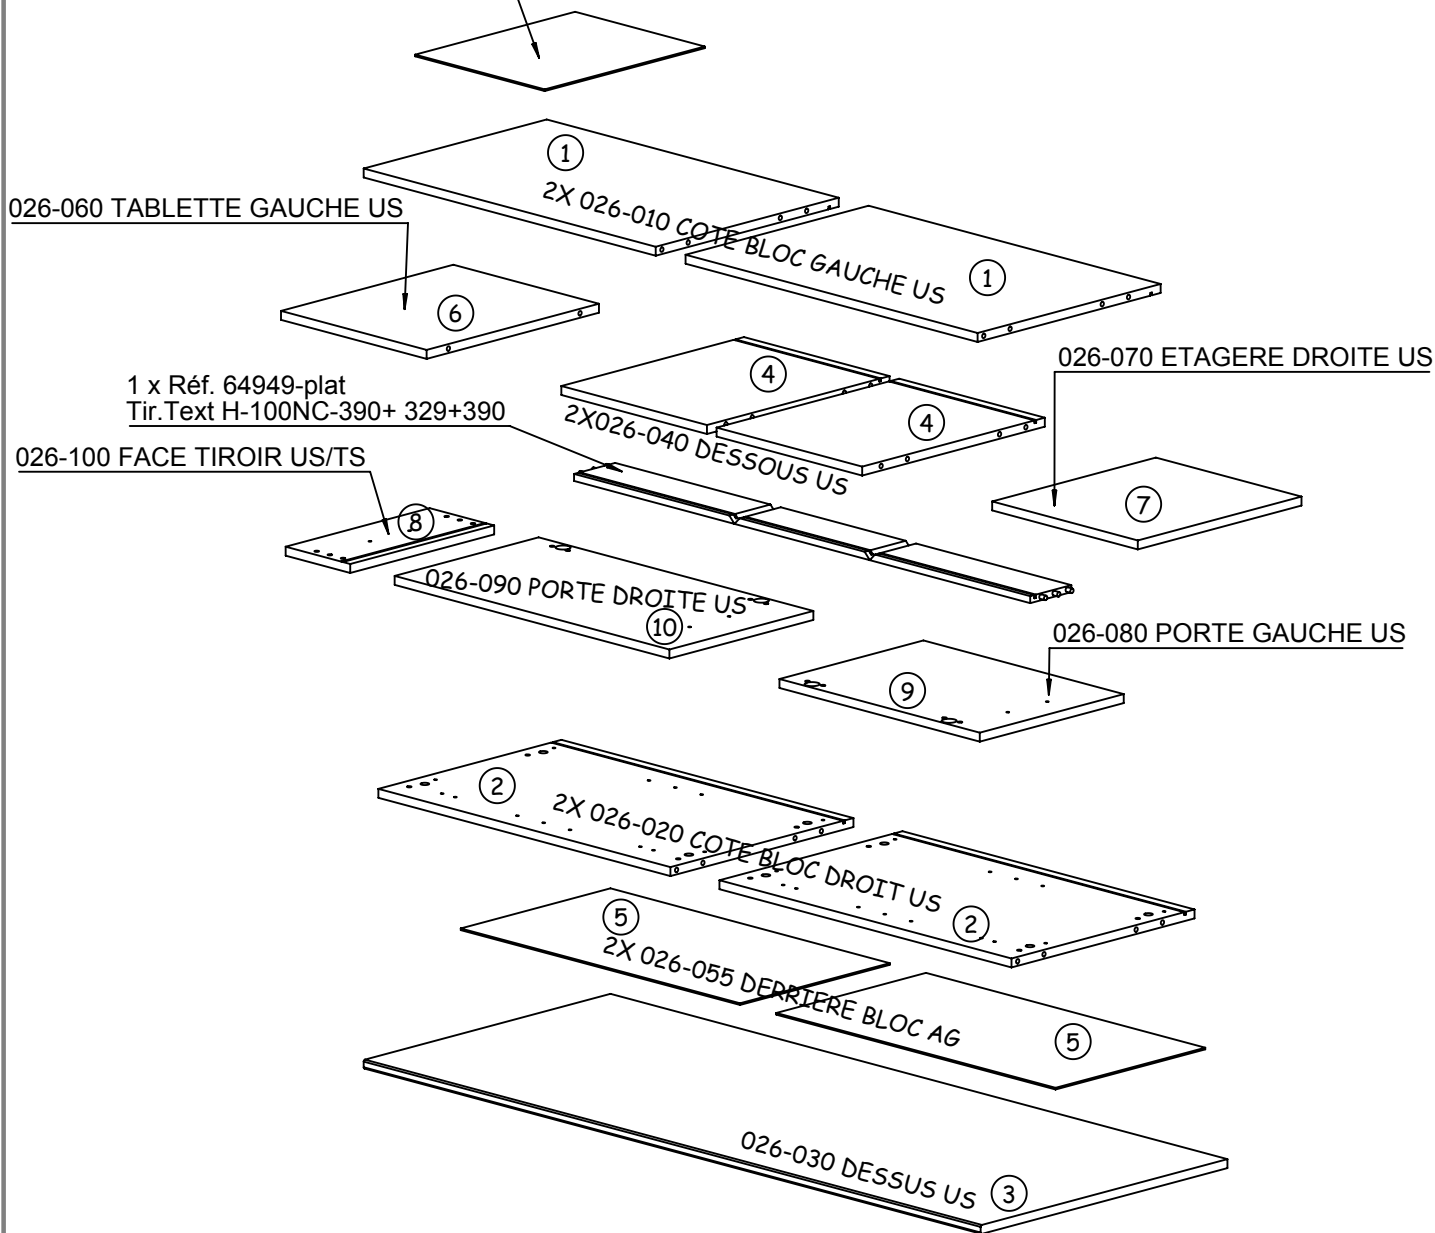 1
2X 026-010 COTE BLOC GAUCHE US
1
026-060 TABLETTE GAUCHE US
6
026-070 ETAGERE DROITE US
4
4
2X026-040 DESSOUS US
1 x Réf. 64949-plat
Tir.Text H-100NC-390+ 329+390
026-100 FACE TIROIR US/TS
7
8
026-090 PORTE DROITE US
10
026-080 PORTE GAUCHE US
9
2
2X 026-020 COTE BLOC DROIT US
2
5
2X 026-055 DERRIERE BLOC AG
5
026-030 DESSUS US
3